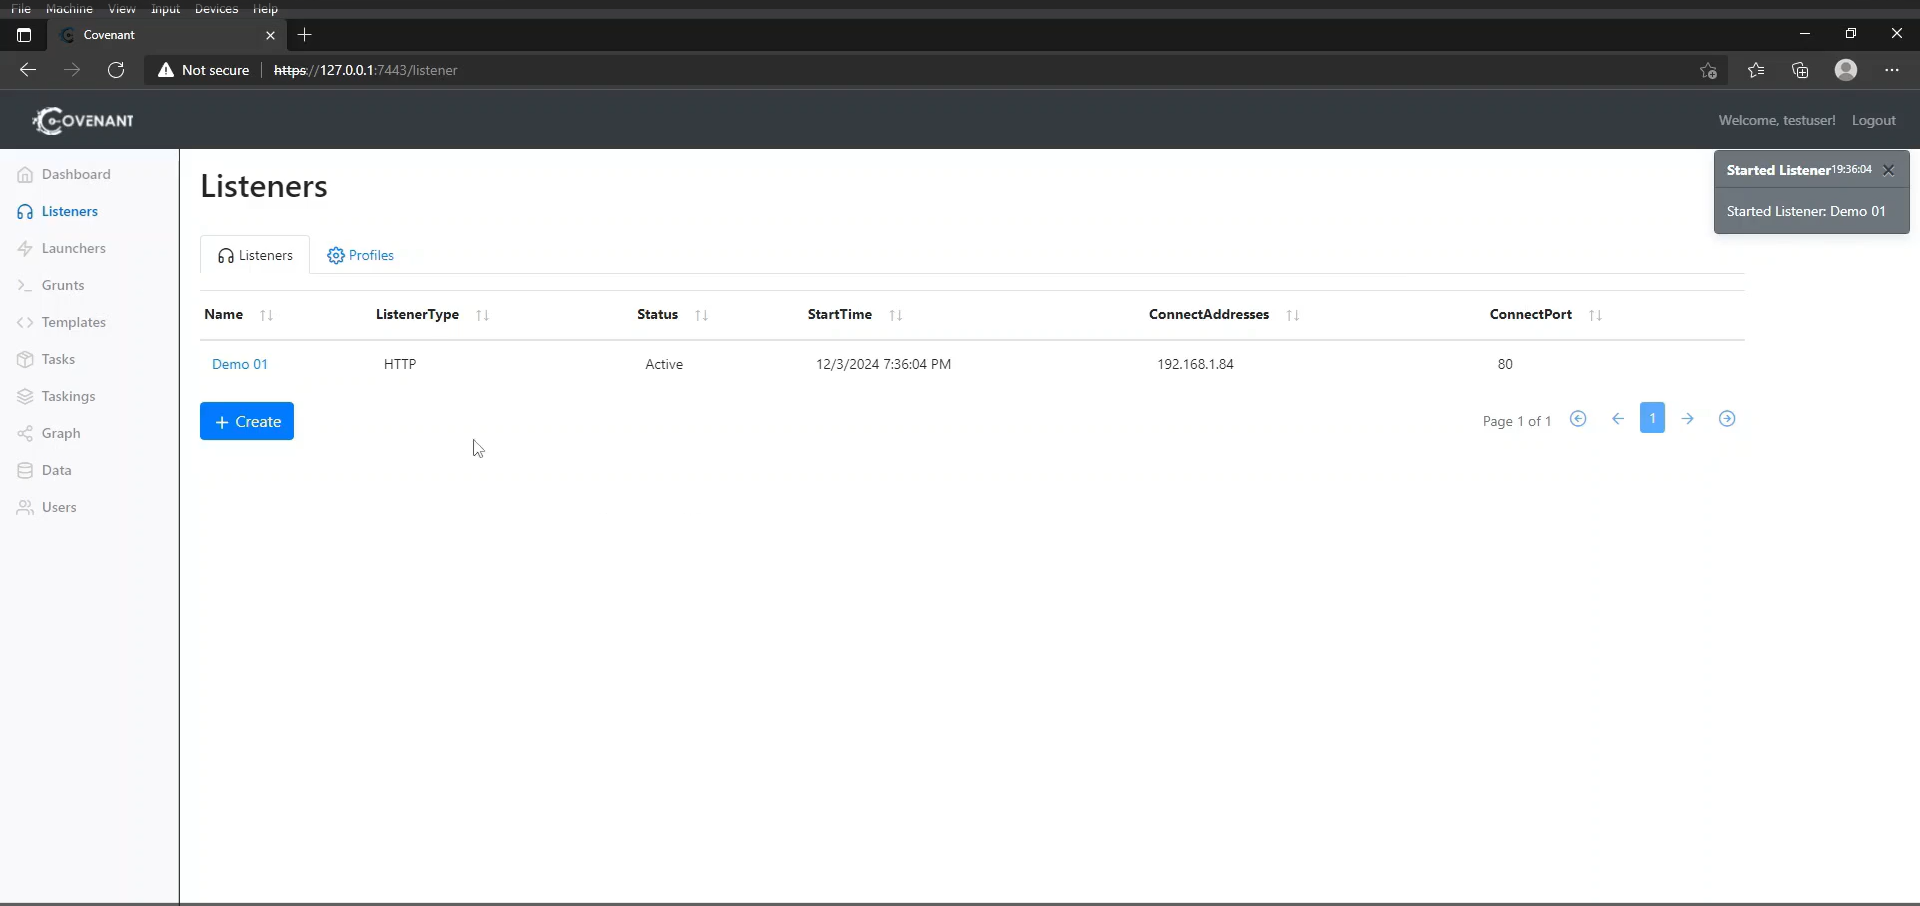 File Machine View Input Devices Help
Covenant
Not secure https://127.0.0.1:7443/listener
COVENANT
Welcome, testuser! Logout
Dashboard
Listeners
Launchers
Grunts
Templates
Tasks
Taskings
Graph
Data
Users
Listeners
Started Listener 19:36:04
Started Listener: Demo 01
Listeners Profiles
Name ListenerType Status StartTime ConnectAddresses ConnectPort
Demo 01 HTTP Active 12/3/2024 7:36:04 PM 192.168.1.84 80
+ Create
Page 1 of 1 1